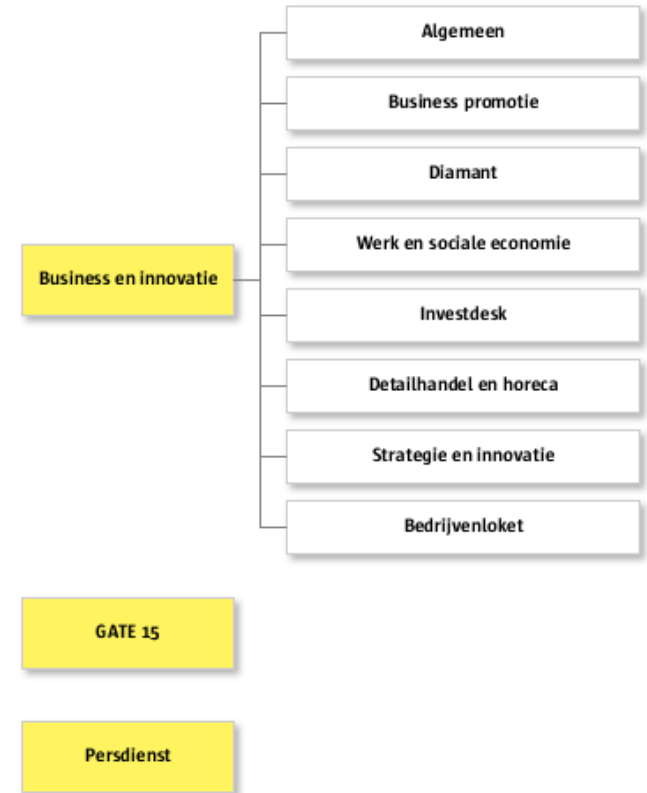 Algemeen
Business promotie
Diamant
Werk en sociale economie
Business en innovatie
Investdesk
Detailhandel en horeca
Strategie en innovatie
Bedrijvenloket
GATE 15
Persdienst